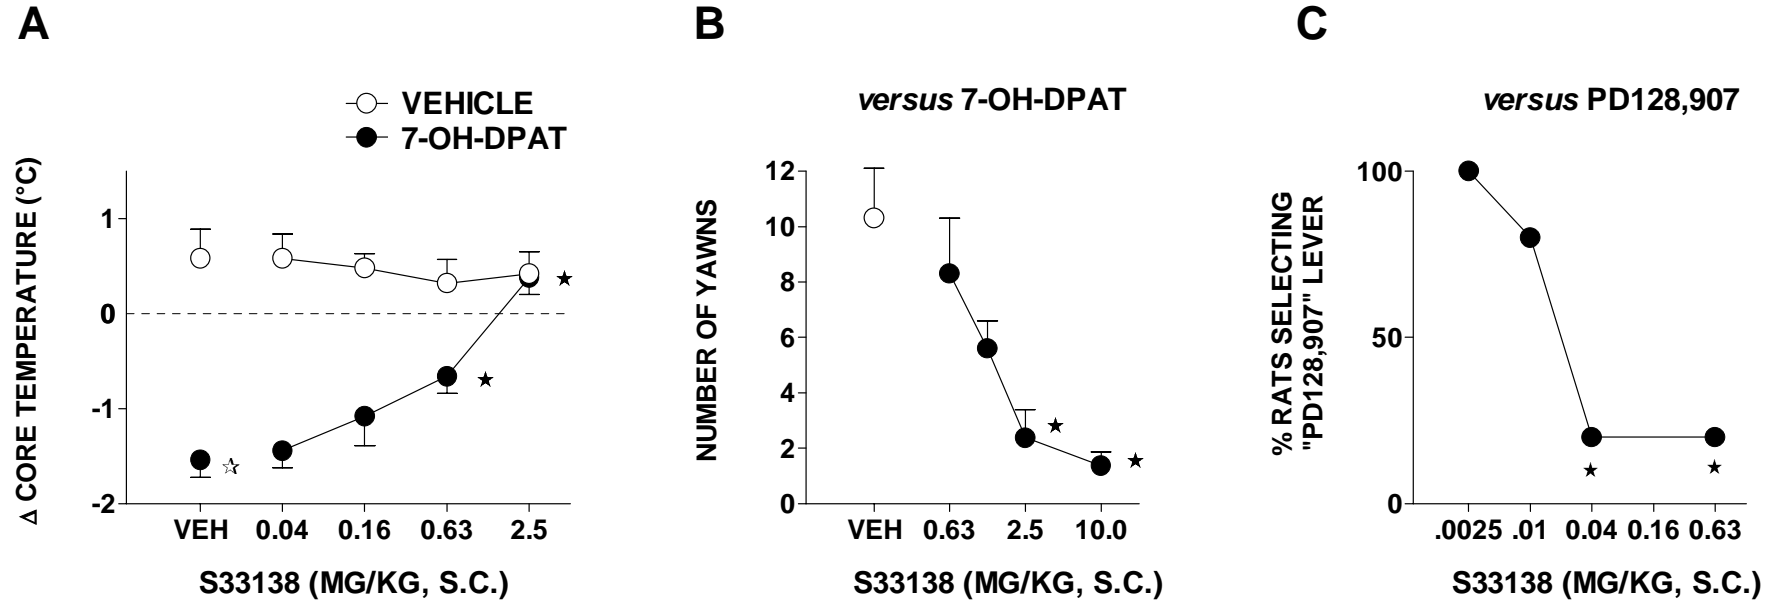 A
VEHICLE
7-OH-DPAT
Δ CORE TEMPERATURE (°C)
1
0
-1
-2
VEH 0.04 0.16 0.63 2.5
S33138 (MG/KG, S.C.)
B
versus 7-OH-DPAT
NUMBER OF YAWNS
12
10
8
6
4
2
0
VEH 0.63 2.5 10.0
S33138 (MG/KG, S.C.)
C
versus PD128,907
% RATS SELECTING
"PD128,907" LEVER
100
50
0
.0025 .01 0.04 0.16 0.63
S33138 (MG/KG, S.C.)